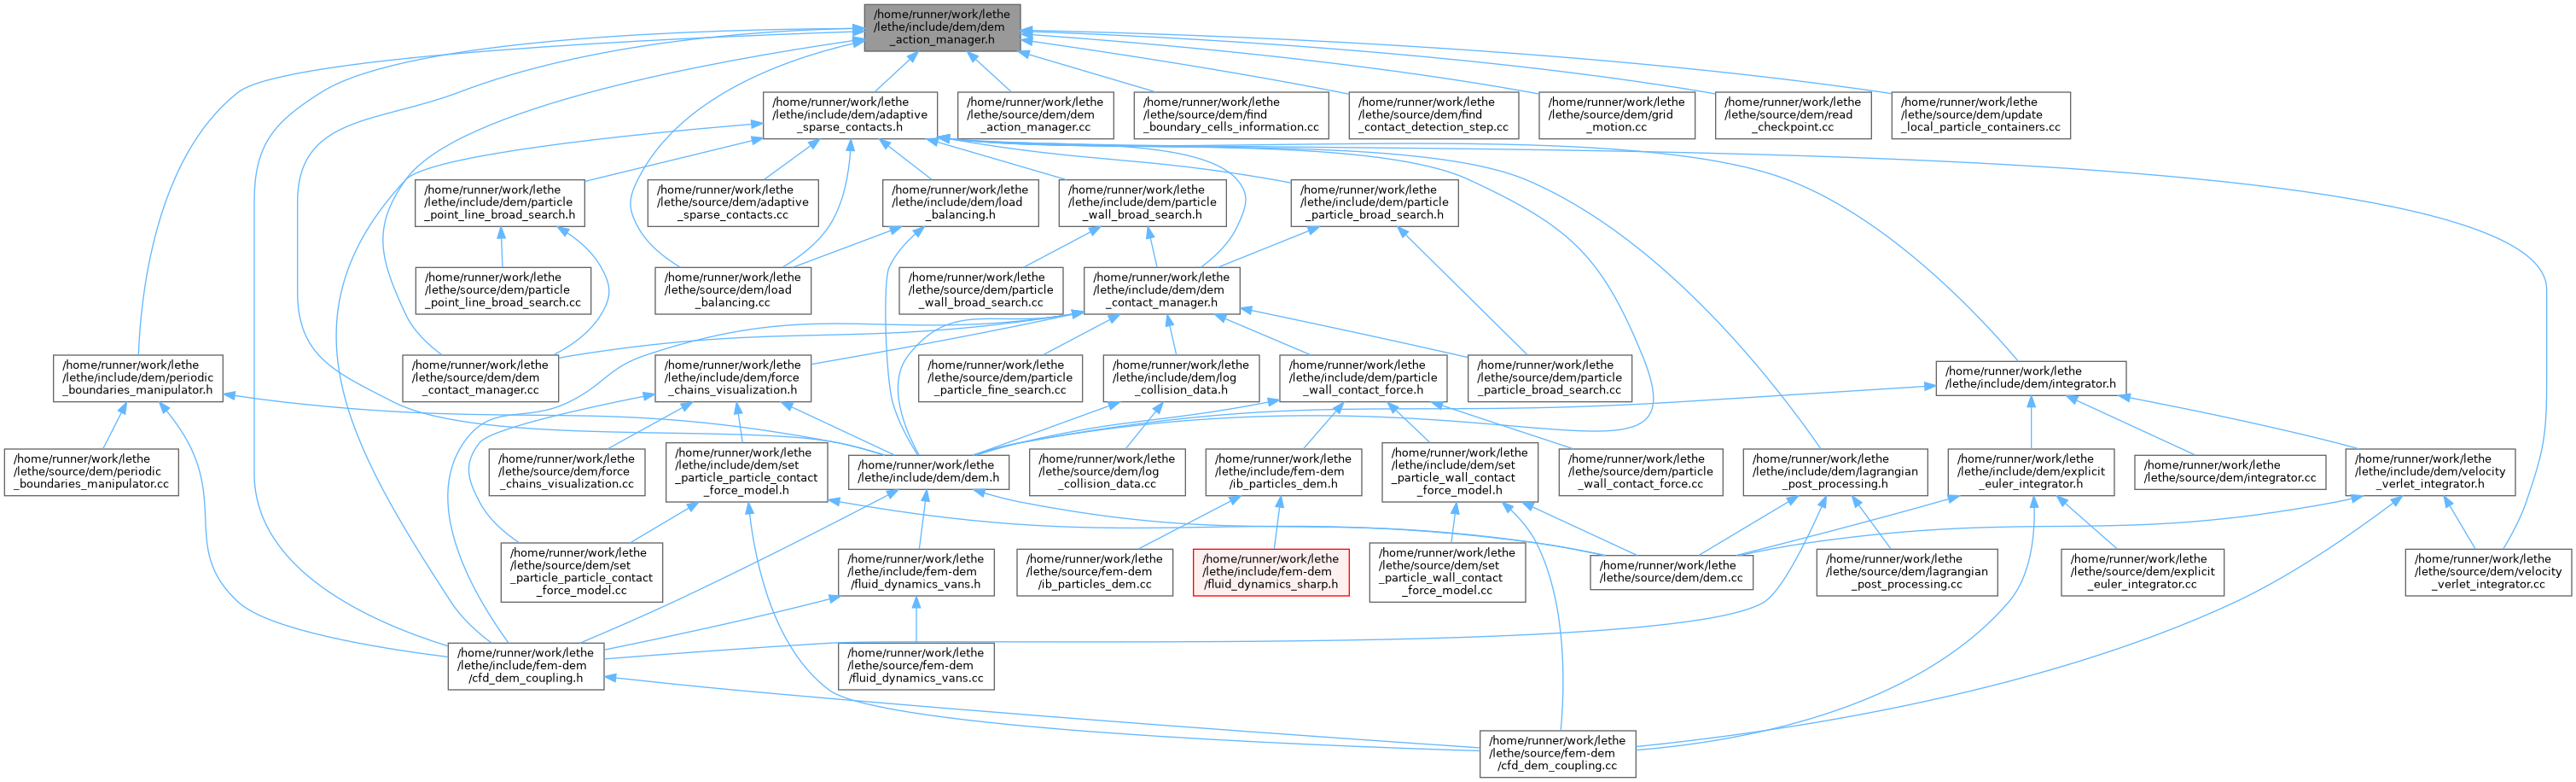 /home/runner/work/lethe
/lethe/include/dem/dem
_action_manager.h
/home/runner/work/lethe
/lethe/include/dem/adaptive
_sparse_contacts.h
/home/runner/work/lethe
/lethe/source/dem/dem
_action_manager.cc
/home/runner/work/lethe
/lethe/source/dem/find
_boundary_cells_information.cc
/home/runner/work/lethe
/lethe/source/dem/find
_contact_detection_step.cc
/home/runner/work/lethe
/lethe/source/dem/grid
_motion.cc
/home/runner/work/lethe
/lethe/source/dem/read
_checkpoint.cc
/home/runner/work/lethe
/lethe/source/dem/update
_local_particle_containers.cc
/home/runner/work/lethe
/lethe/include/dem/particle
_point_line_broad_search.h
/home/runner/work/lethe
/lethe/source/dem/adaptive
_sparse_contacts.cc
/home/runner/work/lethe
/lethe/include/dem/load
_balancing.h
/home/runner/work/lethe
/lethe/include/dem/particle
_wall_broad_search.h
/home/runner/work/lethe
/lethe/include/dem/particle
_particle_broad_search.h
/home/runner/work/lethe
/lethe/source/dem/particle
_point_line_broad_search.cc
/home/runner/work/lethe
/lethe/source/dem/load
_balancing.cc
/home/runner/work/lethe
/lethe/source/dem/particle
_wall_broad_search.cc
/home/runner/work/lethe
/lethe/include/dem/dem
_contact_manager.h
/home/runner/work/lethe
/lethe/include/dem/periodic
_boundaries_manipulator.h
/home/runner/work/lethe
/lethe/source/dem/dem
_contact_manager.cc
/home/runner/work/lethe
/lethe/include/dem/force
_chains_visualization.h
/home/runner/work/lethe
/lethe/source/dem/particle
_particle_fine_search.cc
/home/runner/work/lethe
/lethe/include/dem/log
_collision_data.h
/home/runner/work/lethe
/lethe/include/dem/particle
_wall_contact_force.h
/home/runner/work/lethe
/lethe/source/dem/particle
_particle_broad_search.cc
/home/runner/work/lethe
/lethe/include/dem/integrator.h
/home/runner/work/lethe
/lethe/source/dem/periodic
_boundaries_manipulator.cc
/home/runner/work/lethe
/lethe/source/dem/force
_chains_visualization.cc
/home/runner/work/lethe
/lethe/include/dem/set
_particle_particle_contact
_force_model.h
/home/runner/work/lethe
/lethe/include/dem/dem.h
/home/runner/work/lethe
/lethe/source/dem/log
_collision_data.cc
/home/runner/work/lethe
/lethe/include/fem-dem
/ib_particles_dem.h
/home/runner/work/lethe
/lethe/include/dem/set
_particle_wall_contact
_force_model.h
/home/runner/work/lethe
/lethe/source/dem/particle
_wall_contact_force.cc
/home/runner/work/lethe
/lethe/include/dem/lagrangian
_post_processing.h
/home/runner/work/lethe
/lethe/include/dem/explicit
_euler_integrator.h
/home/runner/work/lethe
/lethe/source/dem/integrator.cc
/home/runner/work/lethe
/lethe/include/dem/velocity
_verlet_integrator.h
/home/runner/work/lethe
/lethe/source/dem/set
_particle_particle_contact
_force_model.cc
/home/runner/work/lethe
/lethe/include/fem-dem
/fluid_dynamics_vans.h
/home/runner/work/lethe
/lethe/source/fem-dem
/ib_particles_dem.cc
/home/runner/work/lethe
/lethe/include/fem-dem
/fluid_dynamics_sharp.h
/home/runner/work/lethe
/lethe/source/dem/set
_particle_wall_contact
_force_model.cc
/home/runner/work/lethe
/lethe/source/dem/dem.cc
/home/runner/work/lethe
/lethe/source/dem/lagrangian
_post_processing.cc
/home/runner/work/lethe
/lethe/source/dem/explicit
_euler_integrator.cc
/home/runner/work/lethe
/lethe/source/dem/velocity
_verlet_integrator.cc
/home/runner/work/lethe
/lethe/include/fem-dem
/cfd_dem_coupling.h
/home/runner/work/lethe
/lethe/source/fem-dem
/fluid_dynamics_vans.cc
/home/runner/work/lethe
/lethe/source/fem-dem
/cfd_dem_coupling.cc